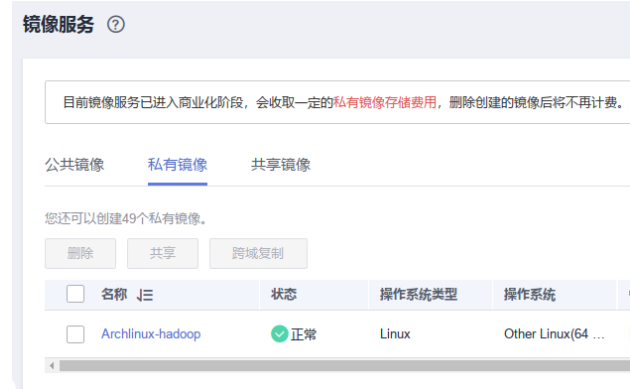 镜像服务 ?
目前镜像服务已进入商业化阶段，会收取一定的私有镜像存储费用，删除创建的镜像后将不再计费。
公共镜像 私有镜像 共享镜像
您还可以创建49个私有镜像。
删除 共享 跨域复制
名称 状态 操作系统类型 操作系统
Archlinux-hadoop 正常 Linux Other Linux(64 ...